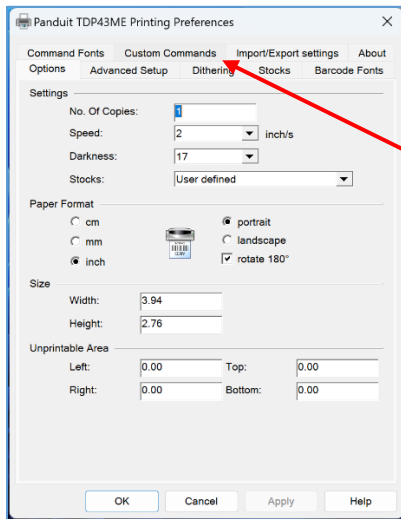 Panduit TDP43ME Printing Preferences
Command Fonts Custom Commands Import/Export settings About
Options Advanced Setup Dithering Stocks Barcode Fonts
Settings
No. Of Copies: 1
Speed: 2 inch/s
Darkness: 17
Stocks: User defined
Paper Format
cm portrait
mm landscape
inch rotate 180°
Size
Width: 3.94
Height: 2.76
Unprintable Area
Left: 0.00 Top: 0.00
Right: 0.00 Bottom: 0.00
OK Cancel Apply Help